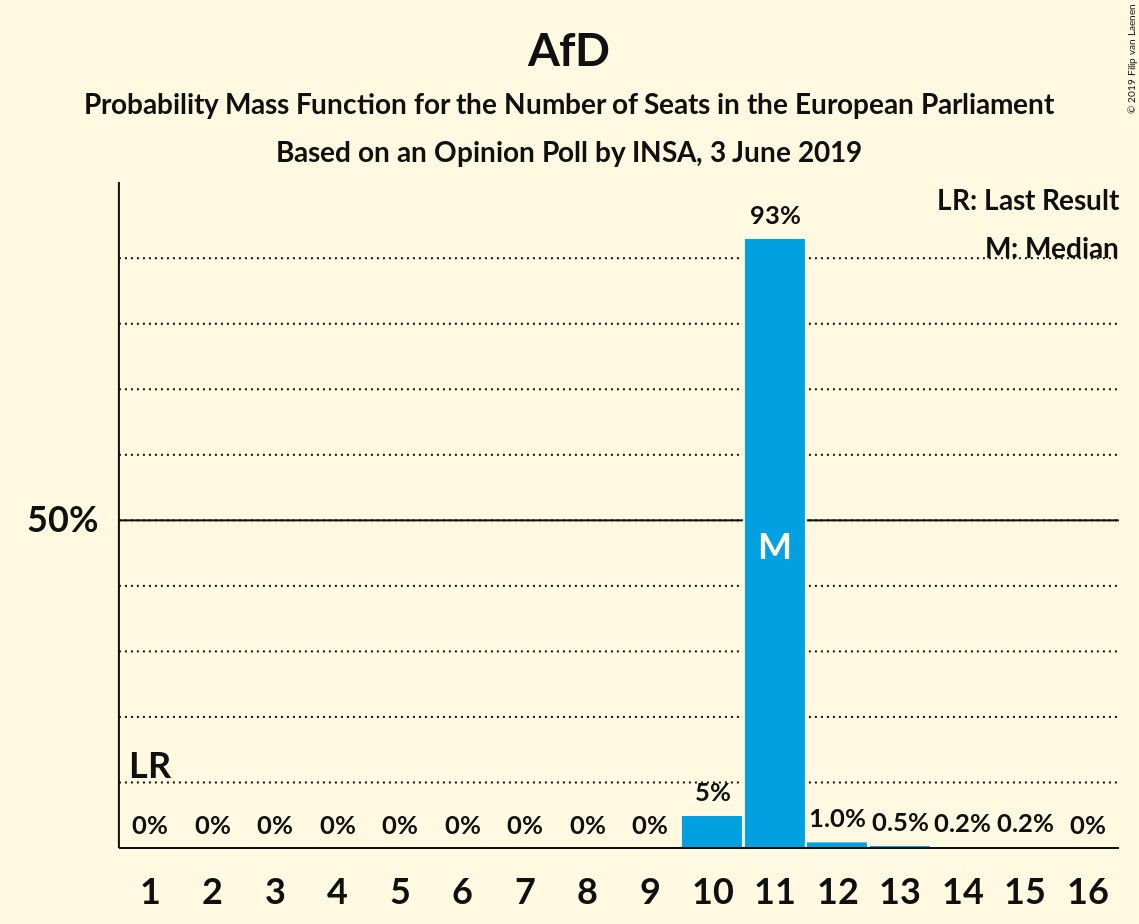 AfD
Probability Mass Function for the Number of Seats in the European Parliament
Based on an Opinion Poll by INSA, 3 June 2019
© 2019 Filip van Laenen
LR: Last Result
M: Median
93%
50%
M
LR
0% 0% 0% 0% 0% 0% 0% 0% 0% 5% 1.0% 0.5% 0.2% 0.2% 0%
1 2 3 4 5 6 7 8 9 10 11 12 13 14 15 16